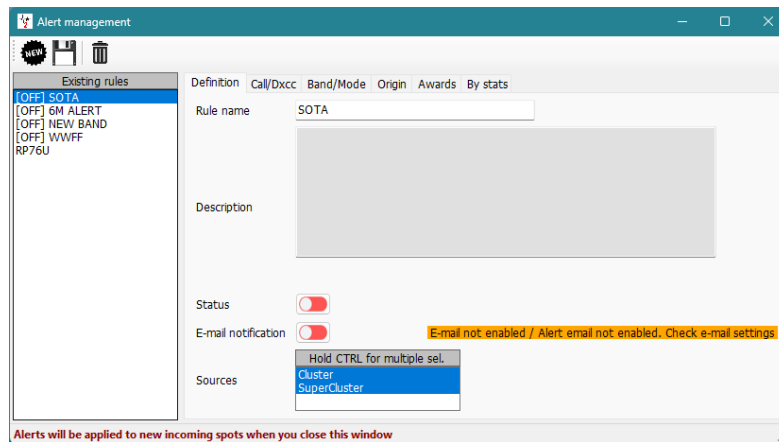 Alert management
NEW
Existing rules
[OFF] SOTA
[OFF] 6M ALERT
[OFF] NEW BAND
[OFF] WWFF
RP76U
Definition Call/Dxcc Band/Mode Origin Awards By stats
Rule name SOTA
Description
Status
E-mail notification E-mail not enabled / Alert email not enabled. Check e-mail settings
Hold CTRL for multiple sel.
Sources
Cluster
SuperCluster
Alerts will be applied to new incoming spots when you close this window